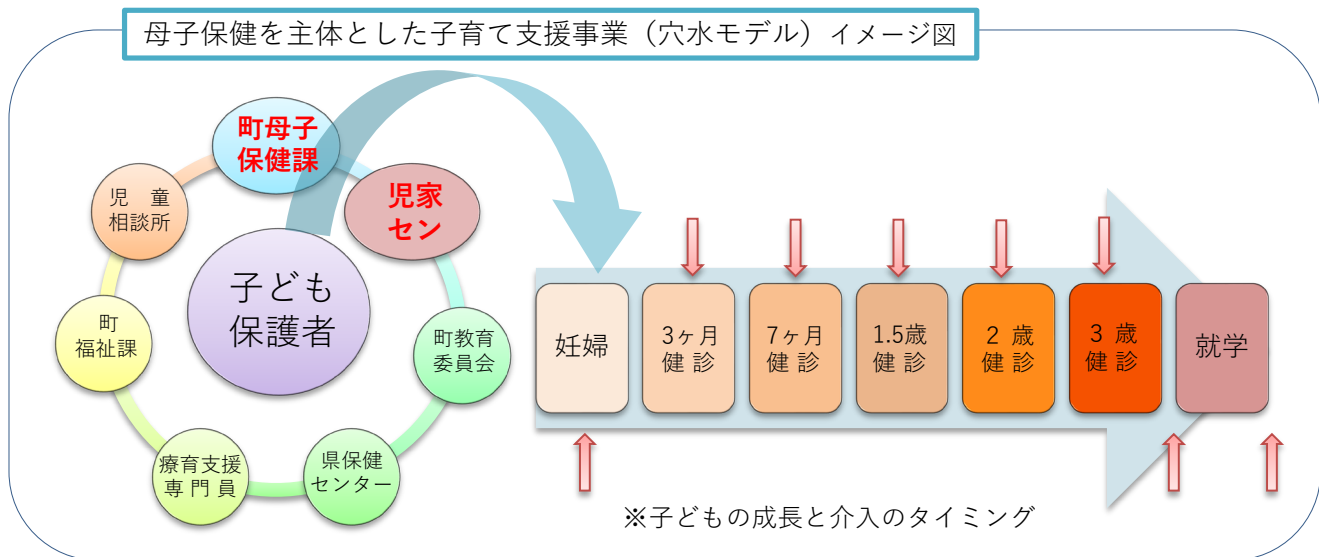 母子保健を主体とした子育て支援事業（穴水モデル）イメージ図
町母子
保健課
児家
セン
児　童
相談所
子ども
保護者
町
福祉課
町教育
委員会
療育支援
専 門 員
県保健
センター
妊婦
3ヶ月
健 診
7ヶ月
健 診
1.5歳
健 診
2 歳
健 診
3 歳
健 診
就学
※子どもの成長と介入のタイミング